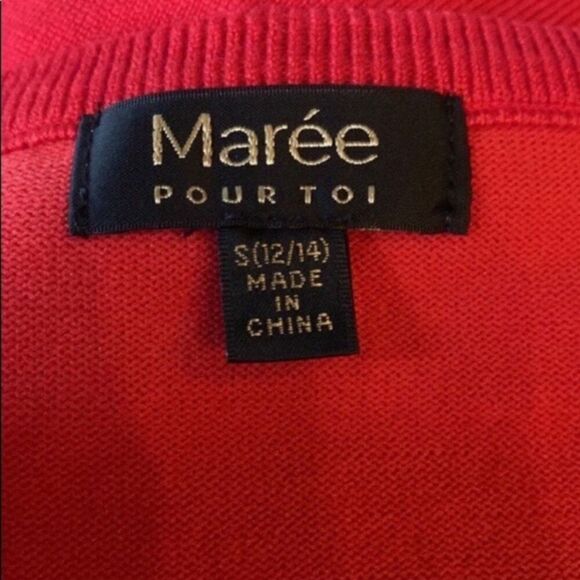 Marée
POUR TOI
S(12/14)
MADE
IN
CHINA